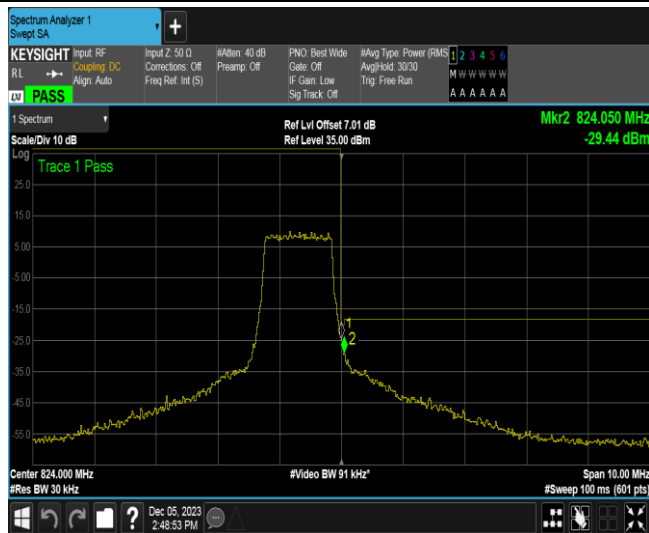 Spectrum Analyzer 1
Swept SA
+
KEYSIGHT
RL
PASS
Input: RF
Coupling: DC
Align: Auto
Input Z: 50 Ω
Corrections: Off
Freq Ref: Int (S)
#Atten: 40 dB
Preamp: Off
PNO: Best Wide
Gate: Off
IF Gain: Low
Sig Track: Off
#Avg Type: Power (RMS
Avg|Hold: 30/30
Trig: Free Run
1 2 3 4 5 6
M W W W W W
A A A A A A
1 Spectrum
Scale/Div 10 dB
Ref Lvl Offset 7.01 dB
Ref Level 35.00 dBm
Mkr2 824.050 MHz
-29.44 dBm
Log
Trace 1 Pass
25.0
15.0
5.00
-5.00
-15.0
-25.0
-35.0
-45.0
-55.0
1
2
Center 824.000 MHz
#Video BW 91 kHz*
Span 10.00 MHz
#Res BW 30 kHz
#Sweep 100 ms (601 pts)
?
Dec 05, 2023
2:48:53 PM